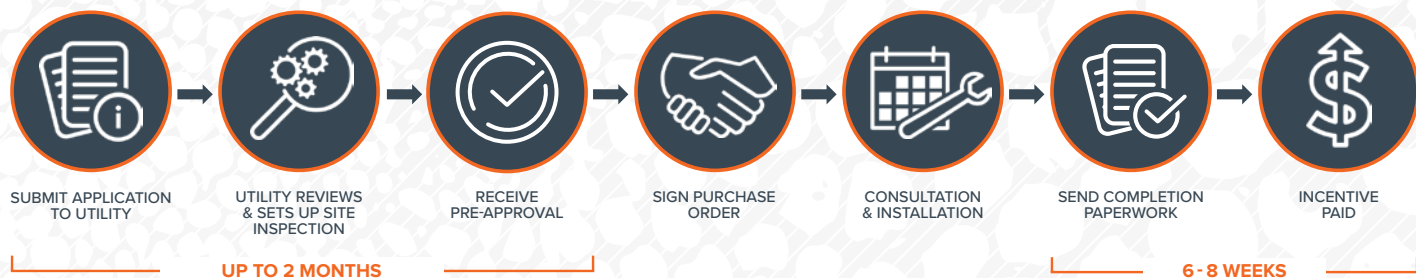 SUBMIT APPLICATION
TO UTILITY
UTILITY REVIEWS
& SETS UP SITE
INSPECTION
RECEIVE
PRE-APPROVAL
SIGN PURCHASE
ORDER
CONSULTATION
& INSTALLATION
SEND COMPLETION
PAPERWORK
INCENTIVE
PAID
UP TO 2 MONTHS
6 - 8 WEEKS